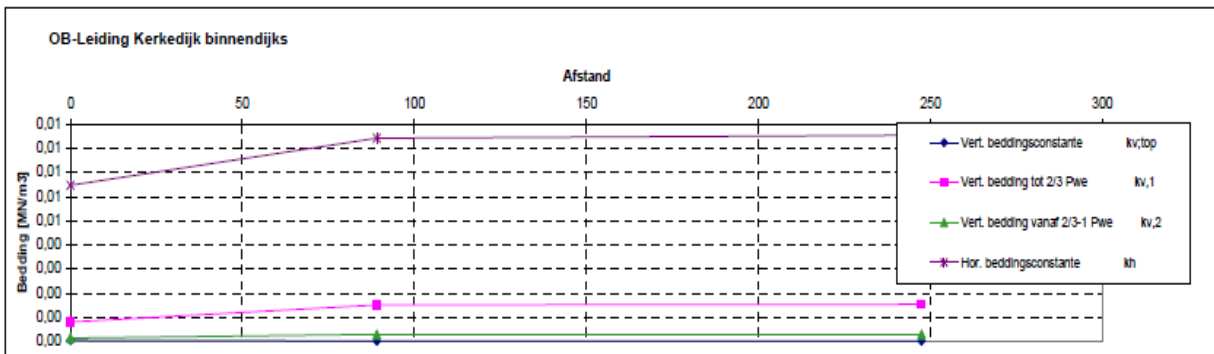 OB-Leiding Kerkedijk binnendijks
Afstand
0 50 100 150 200 250 300
0,01
0,01
0,01
0,01
0,01
0,00
0,00
0,00
0,00
0,00
Bedding [MN/m3]
Vert. beddingsconstante kv;top
Vert. bedding tot 2/3 Pwe kv,1
Vert. bedding vanaf 2/3-1 Pwe kv,2
Hor. beddingsconstante kh